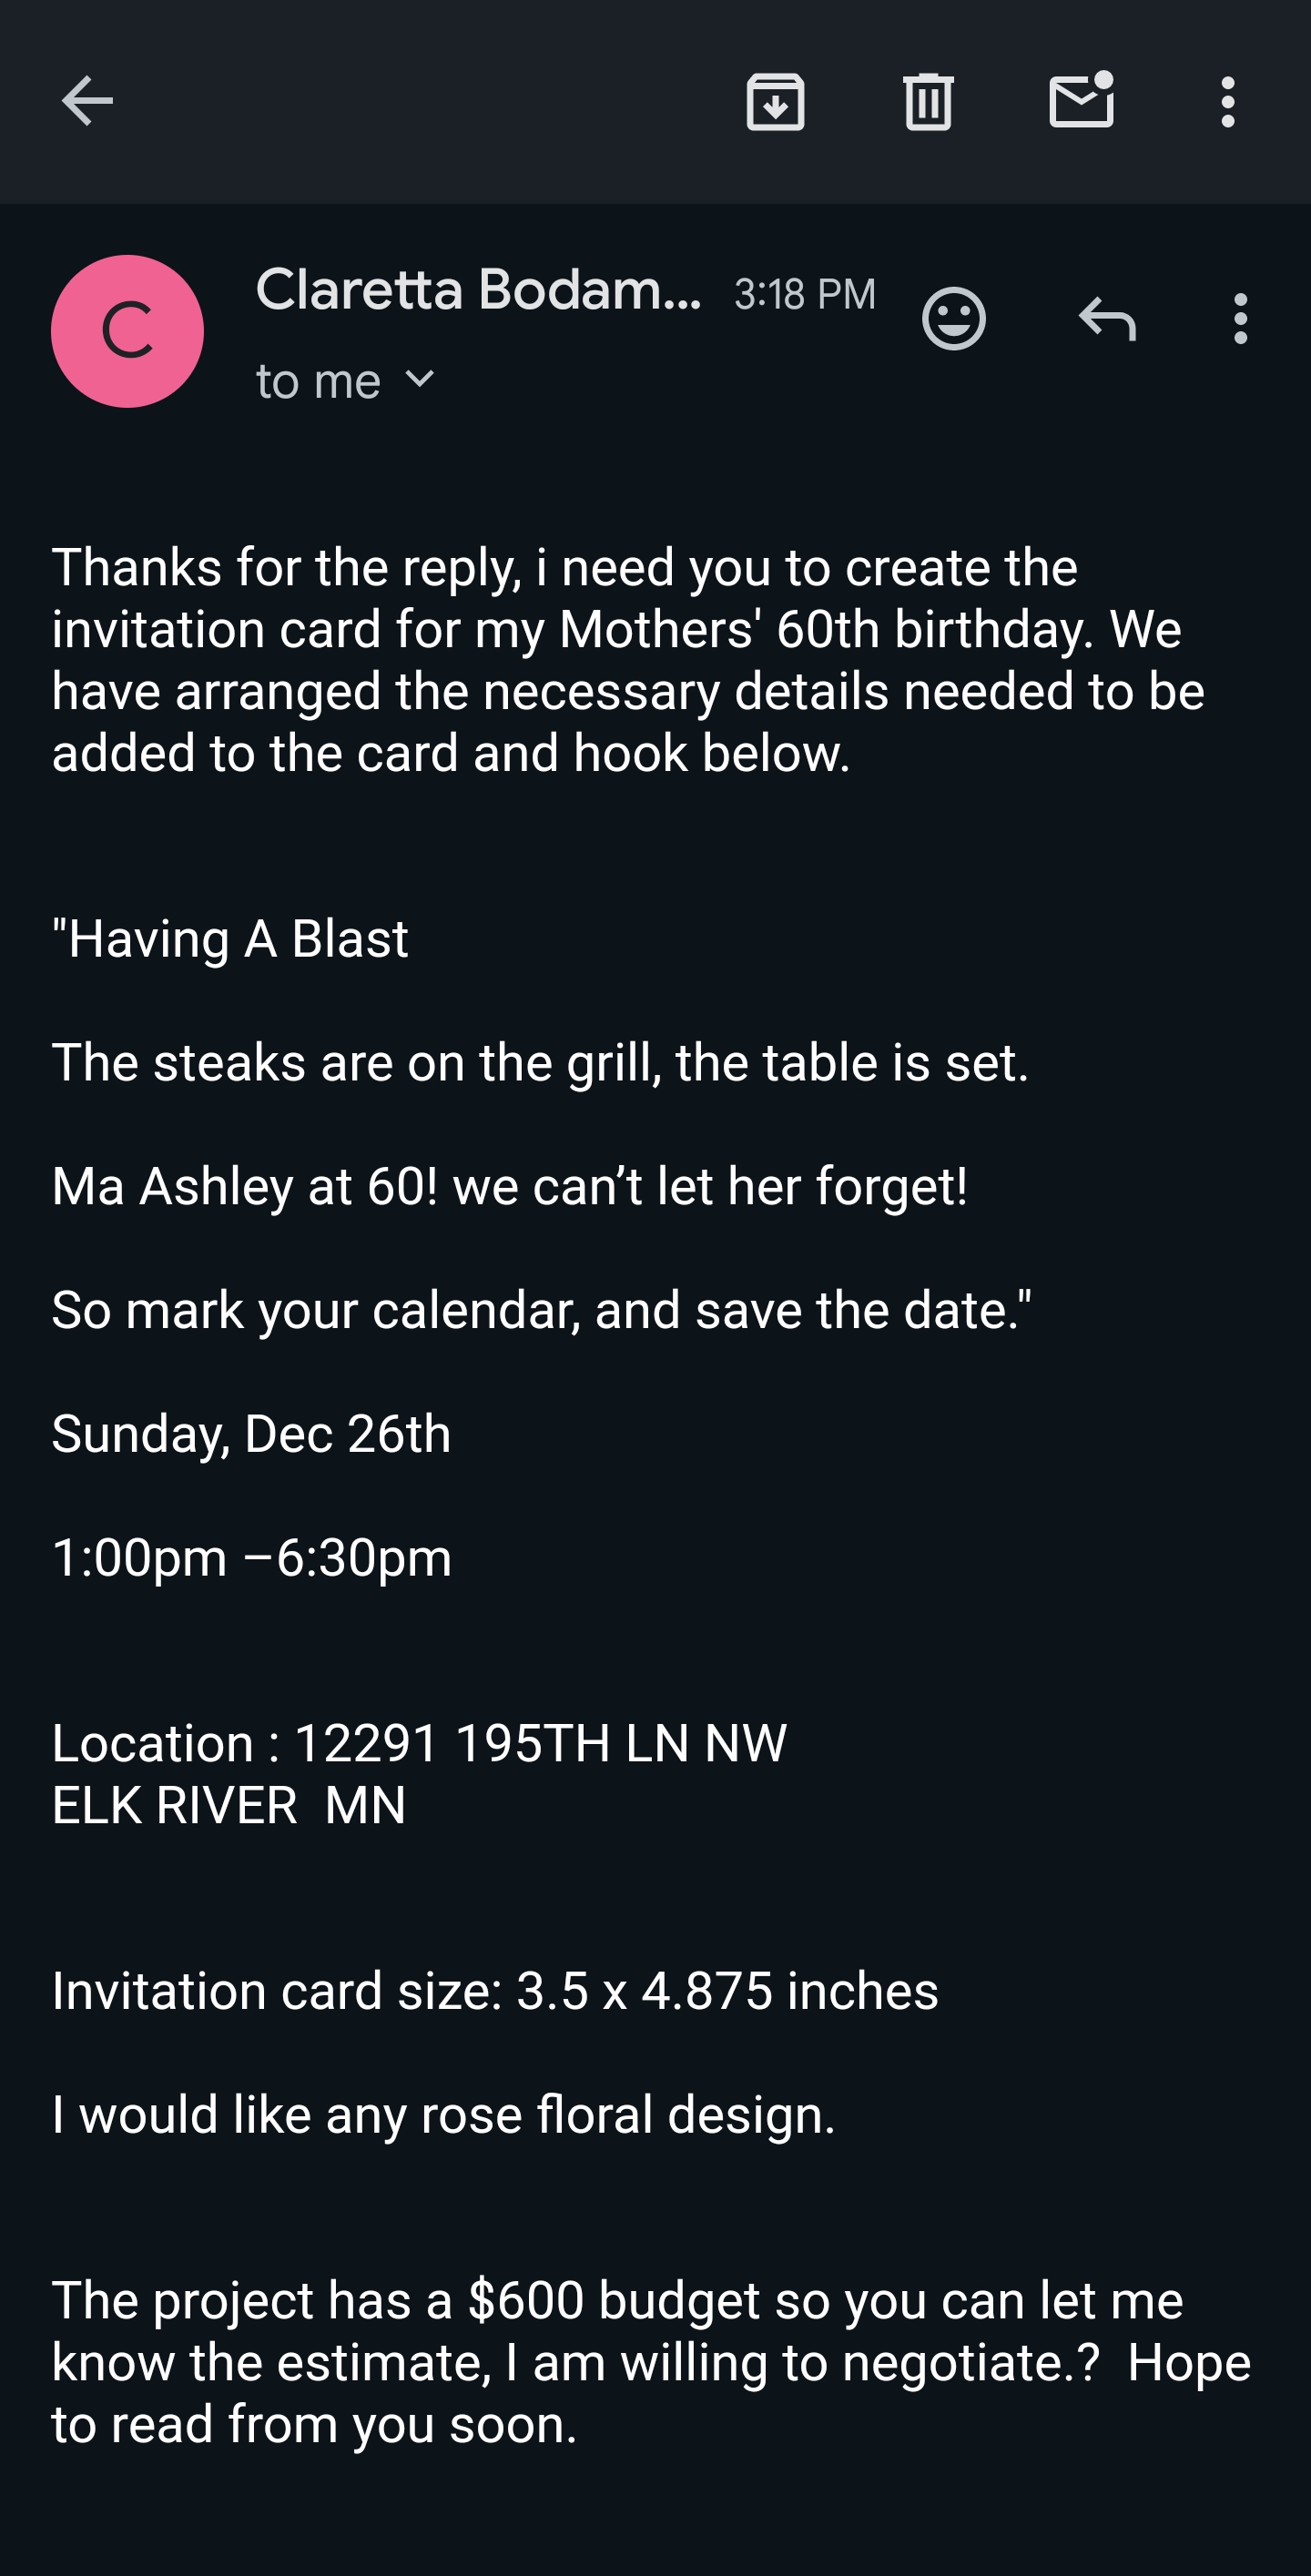 C
Claretta Bodam... 3:18 PM
to me
Thanks for the reply, i need you to create the
invitation card for my Mothers' 60th birthday. We
have arranged the necessary details needed to be
added to the card and hook below.
"Having A Blast
The steaks are on the grill, the table is set.
Ma Ashley at 60! we can’t let her forget!
So mark your calendar, and save the date."
Sunday, Dec 26th
1:00pm –6:30pm
Location : 12291 195TH LN NW
ELK RIVER  MN
Invitation card size: 3.5 x 4.875 inches
I would like any rose floral design.
The project has a $600 budget so you can let me
know the estimate, I am willing to negotiate.?  Hope
to read from you soon.